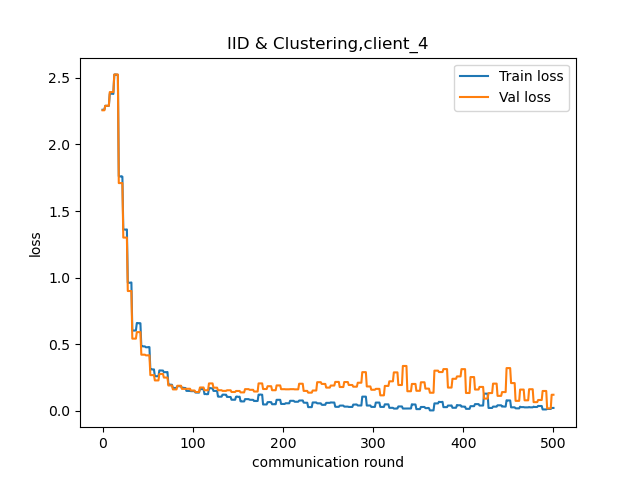 IID & Clustering,client_4
Train loss
Val loss
2.5
2.0
1.5
1.0
0.5
0.0
loss
0
100
200
300
400
500
communication round